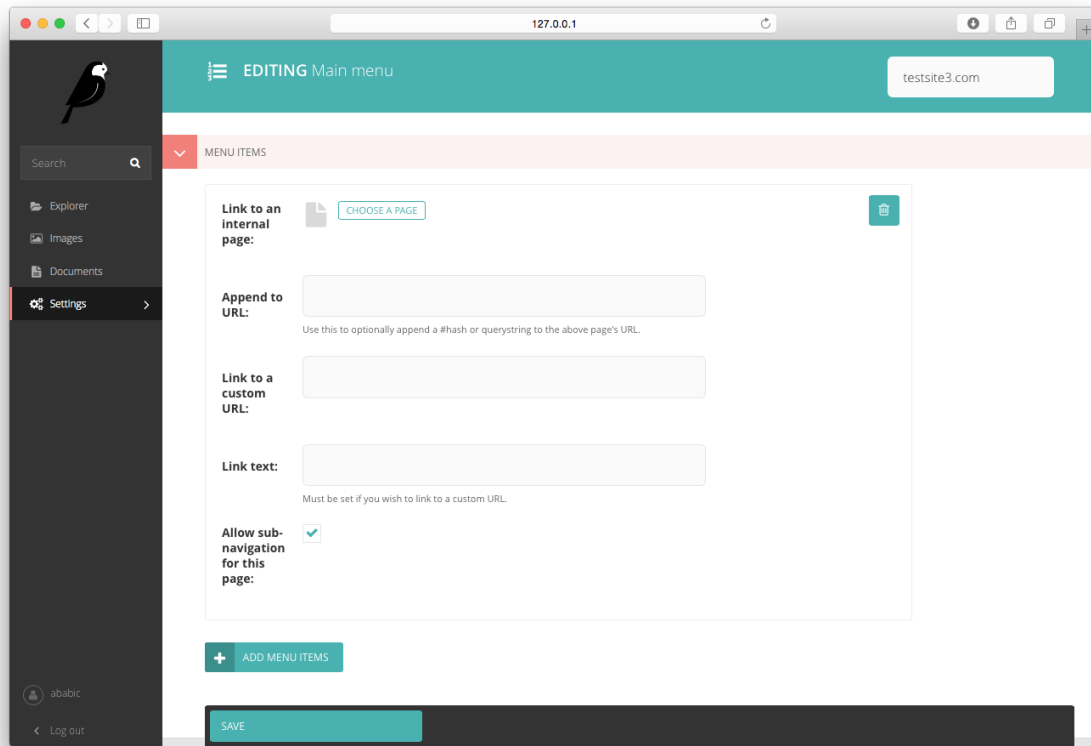 127.0.0.1
EDITING Main menu
testsite3.com
Search
Explorer
Images
Documents
Settings
ababic
Log out
MENU ITEMS
Link to an
internal
page:
CHOOSE A PAGE
Append to
URL:
Use this to optionally append a #hash or querystring to the above page's URL.
Link to a
custom
URL:
Link text:
Must be set if you wish to link to a custom URL.
Allow sub-
navigation
for this
page:
ADD MENU ITEMS
SAVE